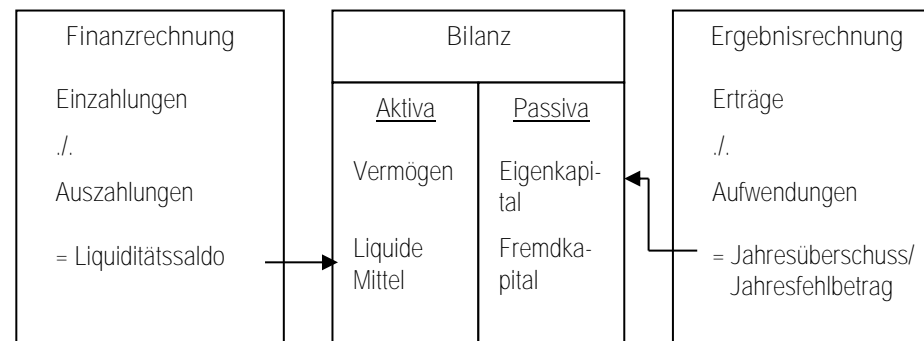 Finanzrechnung
Einzahlungen
./.
Auszahlungen
= Liquiditätssaldo
Bilanz
Aktiva
Vermögen
Liquide
Mittel
Passiva
Eigenkapi-
tal
Fremdka-
pital
Ergebnisrechnung
Erträge
./.
Aufwendungen
= Jahresüberschuss/
Jahresfehlbetrag